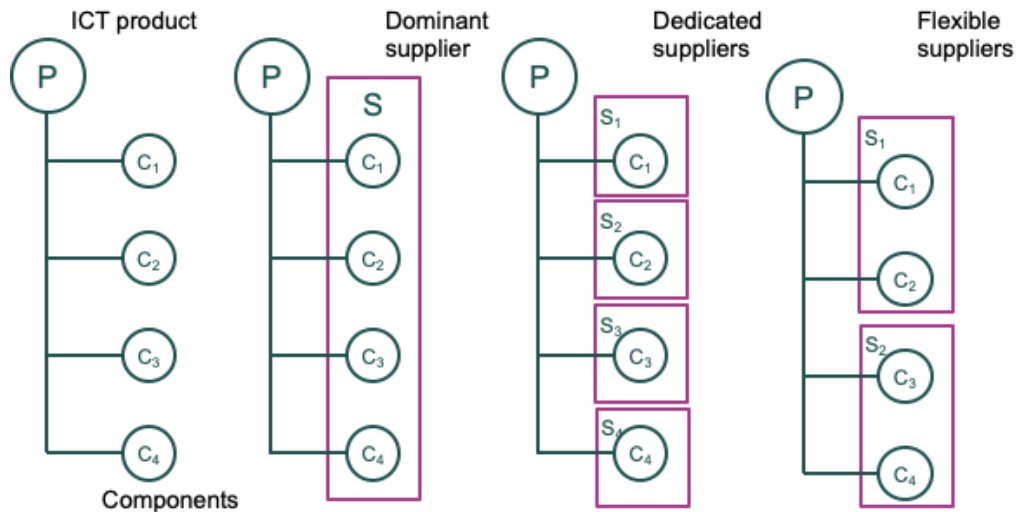 ICT product
P
C₁
C₂
C₃
C₄
Components
Dominant
supplier
P
S
C₁
C₂
C₃
C₄
Dedicated
suppliers
P
S₁
C₁
S₂
C₂
S₃
C₃
S₄
C₄
Flexible
suppliers
P
S₁
C₁
C₂
S₂
C₃
C₄